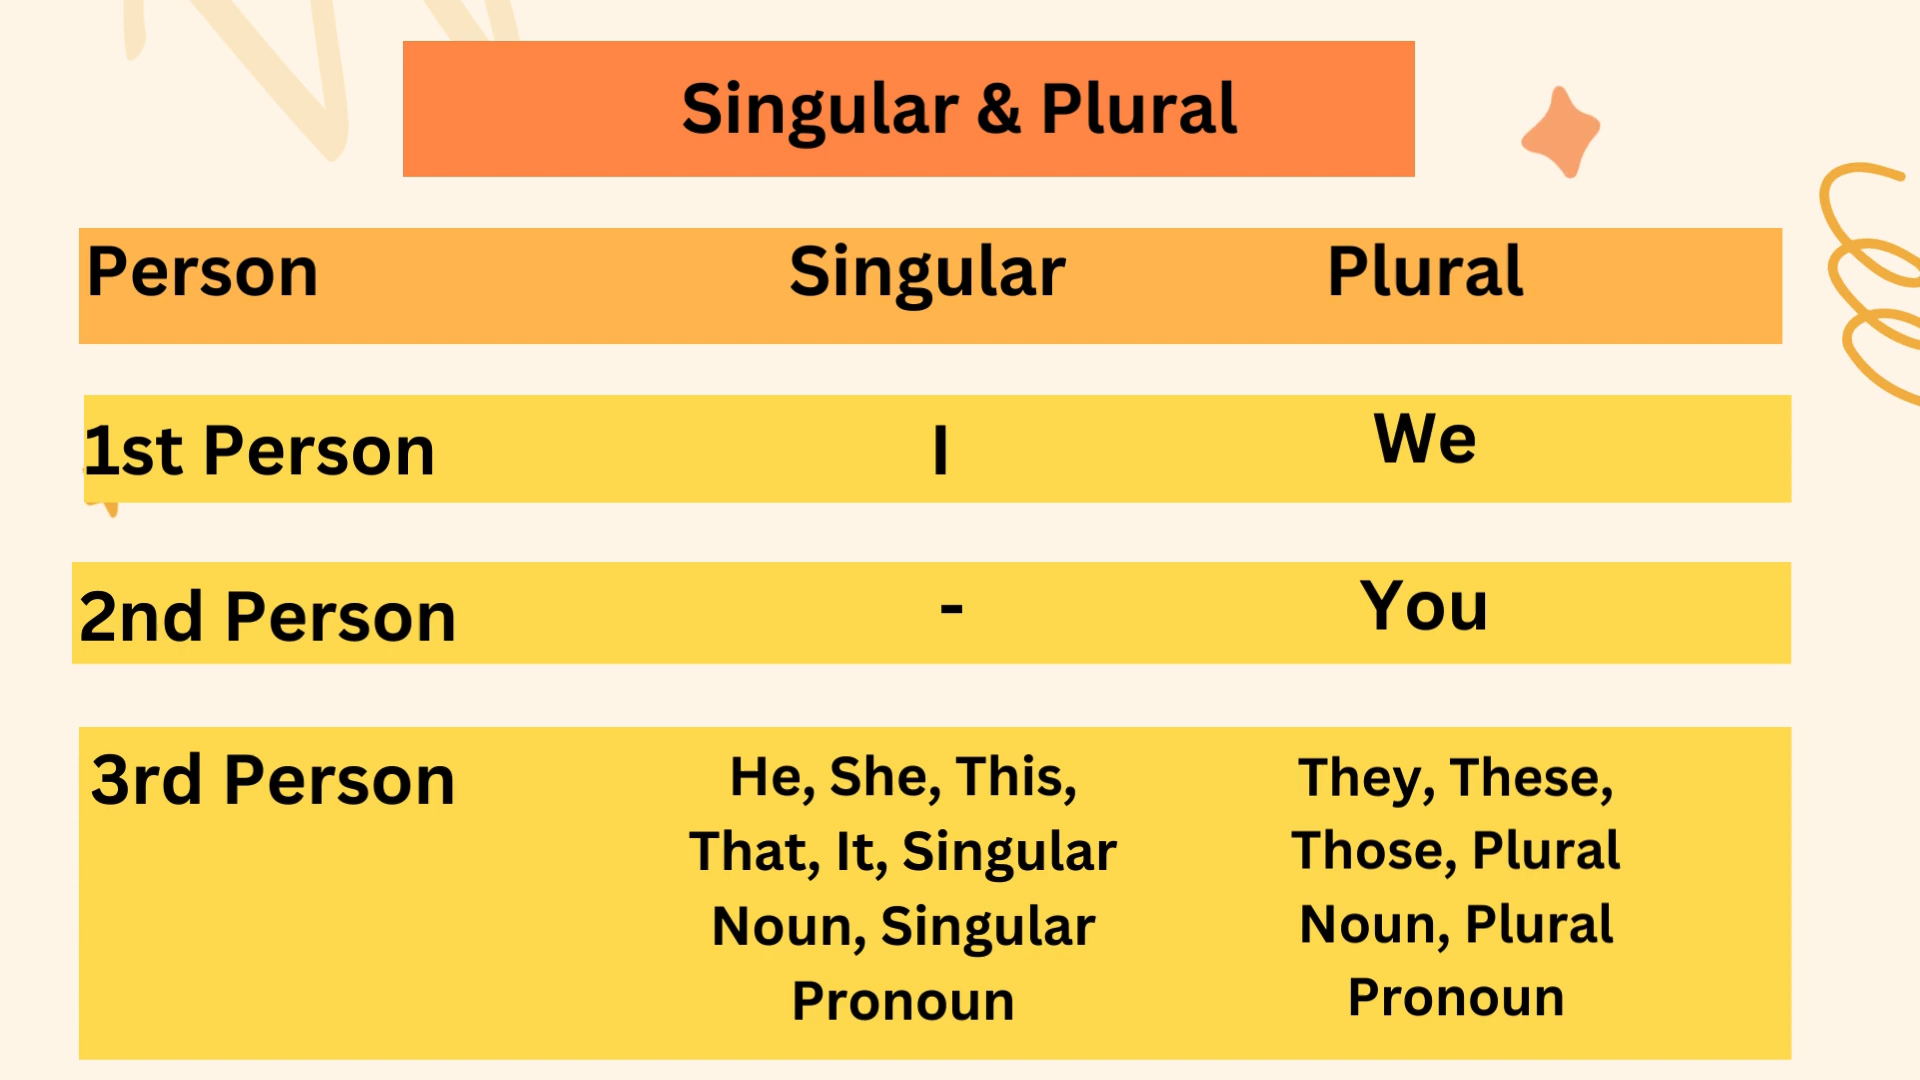 Singular & Plural
Person Singular Plural
1st Person I We
2nd Person - You
3rd Person He, She, This, They, These,
That, It, Singular Those, Plural
Noun, Singular Noun, Plural
Pronoun Pronoun